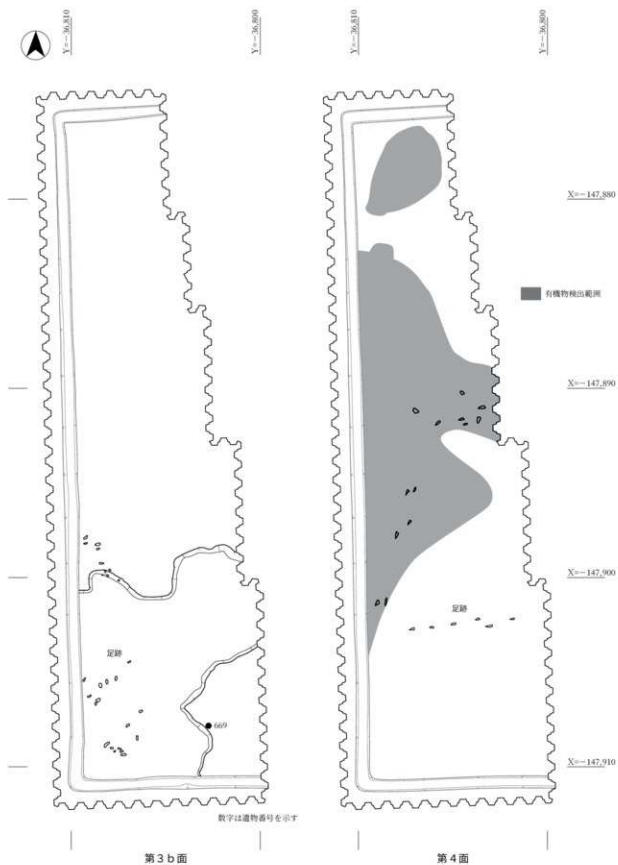 Y=−36,810
Y=−36,800
Y=−36,810
Y=−36,800
X=−147,880
有機物検出範囲
X=−147,890
X=−147,900
足跡
足跡
669
X=−147,910
数字は遺物番号を示す
第3b面
第4面